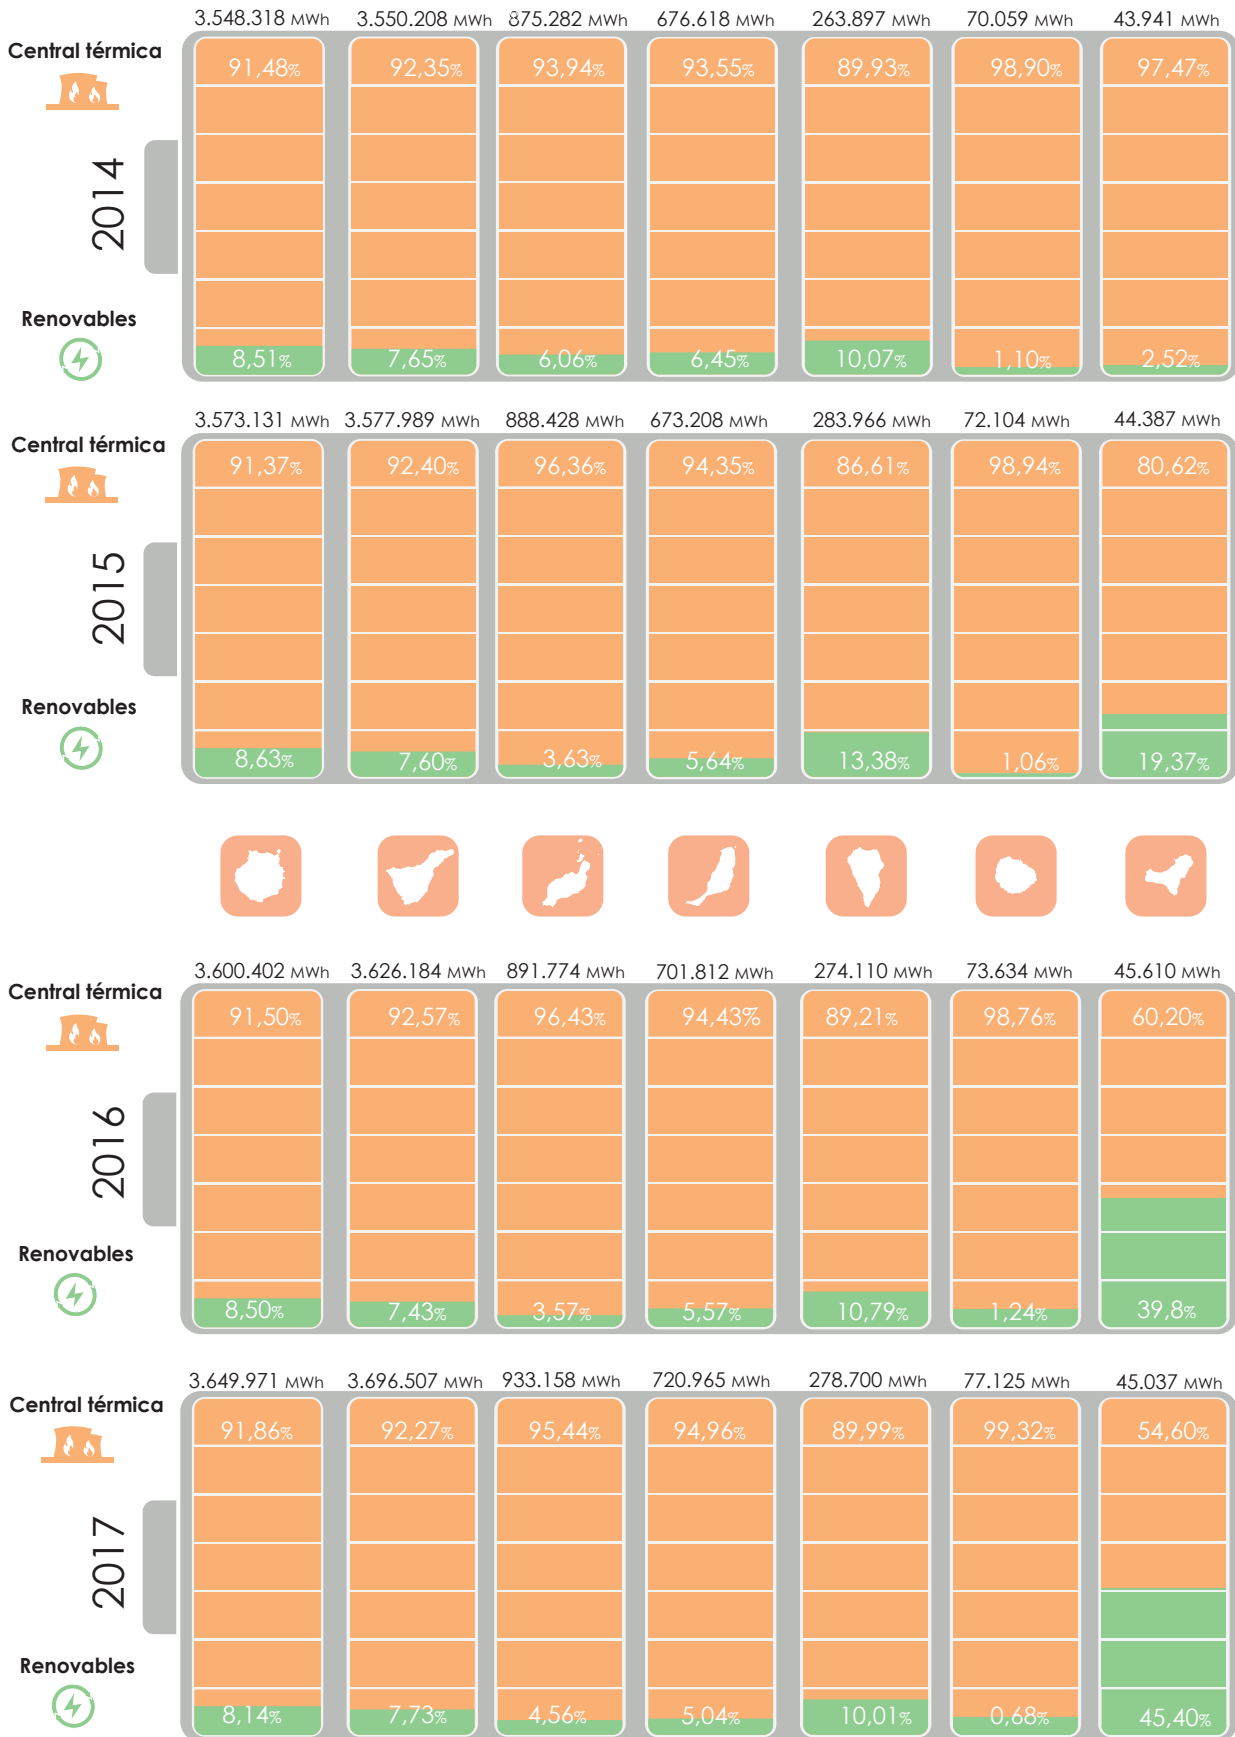 3.548.318 MWh 3.550.208 MWh 875.282 MWh 676.618 MWh 263.897 MWh 70.059 MWh 43.941 MWh
Central térmica
91,48% 92,35% 93,94% 93,55% 89,93% 98,90% 97,47%
2014
Renovables
8,51% 7,65% 6,06% 6,45% 10,07% 1,10% 2,52%
3.573.131 MWh 3.577.989 MWh 888.428 MWh 673.208 MWh 283.966 MWh 72.104 MWh 44.387 MWh
Central térmica
91,37% 92,40% 96,36% 94,35% 86,61% 98,94% 80,62%
2015
Renovables
8,63% 7,60% 3,63% 5,64% 13,38% 1,06% 19,37%
3.600.402 MWh 3.626.184 MWh 891.774 MWh 701.812 MWh 274.110 MWh 73.634 MWh 45.610 MWh
Central térmica
91,50% 92,57% 96,43% 94,43% 89,21% 98,76% 60,20%
2016
Renovables
8,50% 7,43% 3,57% 5,57% 10,79% 1,24% 39,8%
3.649.971 MWh 3.696.507 MWh 933.158 MWh 720.965 MWh 278.700 MWh 77.125 MWh 45.037 MWh
Central térmica
91,86% 92,27% 95,44% 94,96% 89,99% 99,32% 54,60%
2017
Renovables
8,14% 7,73% 4,56% 5,04% 10,01% 0,68% 45,40%